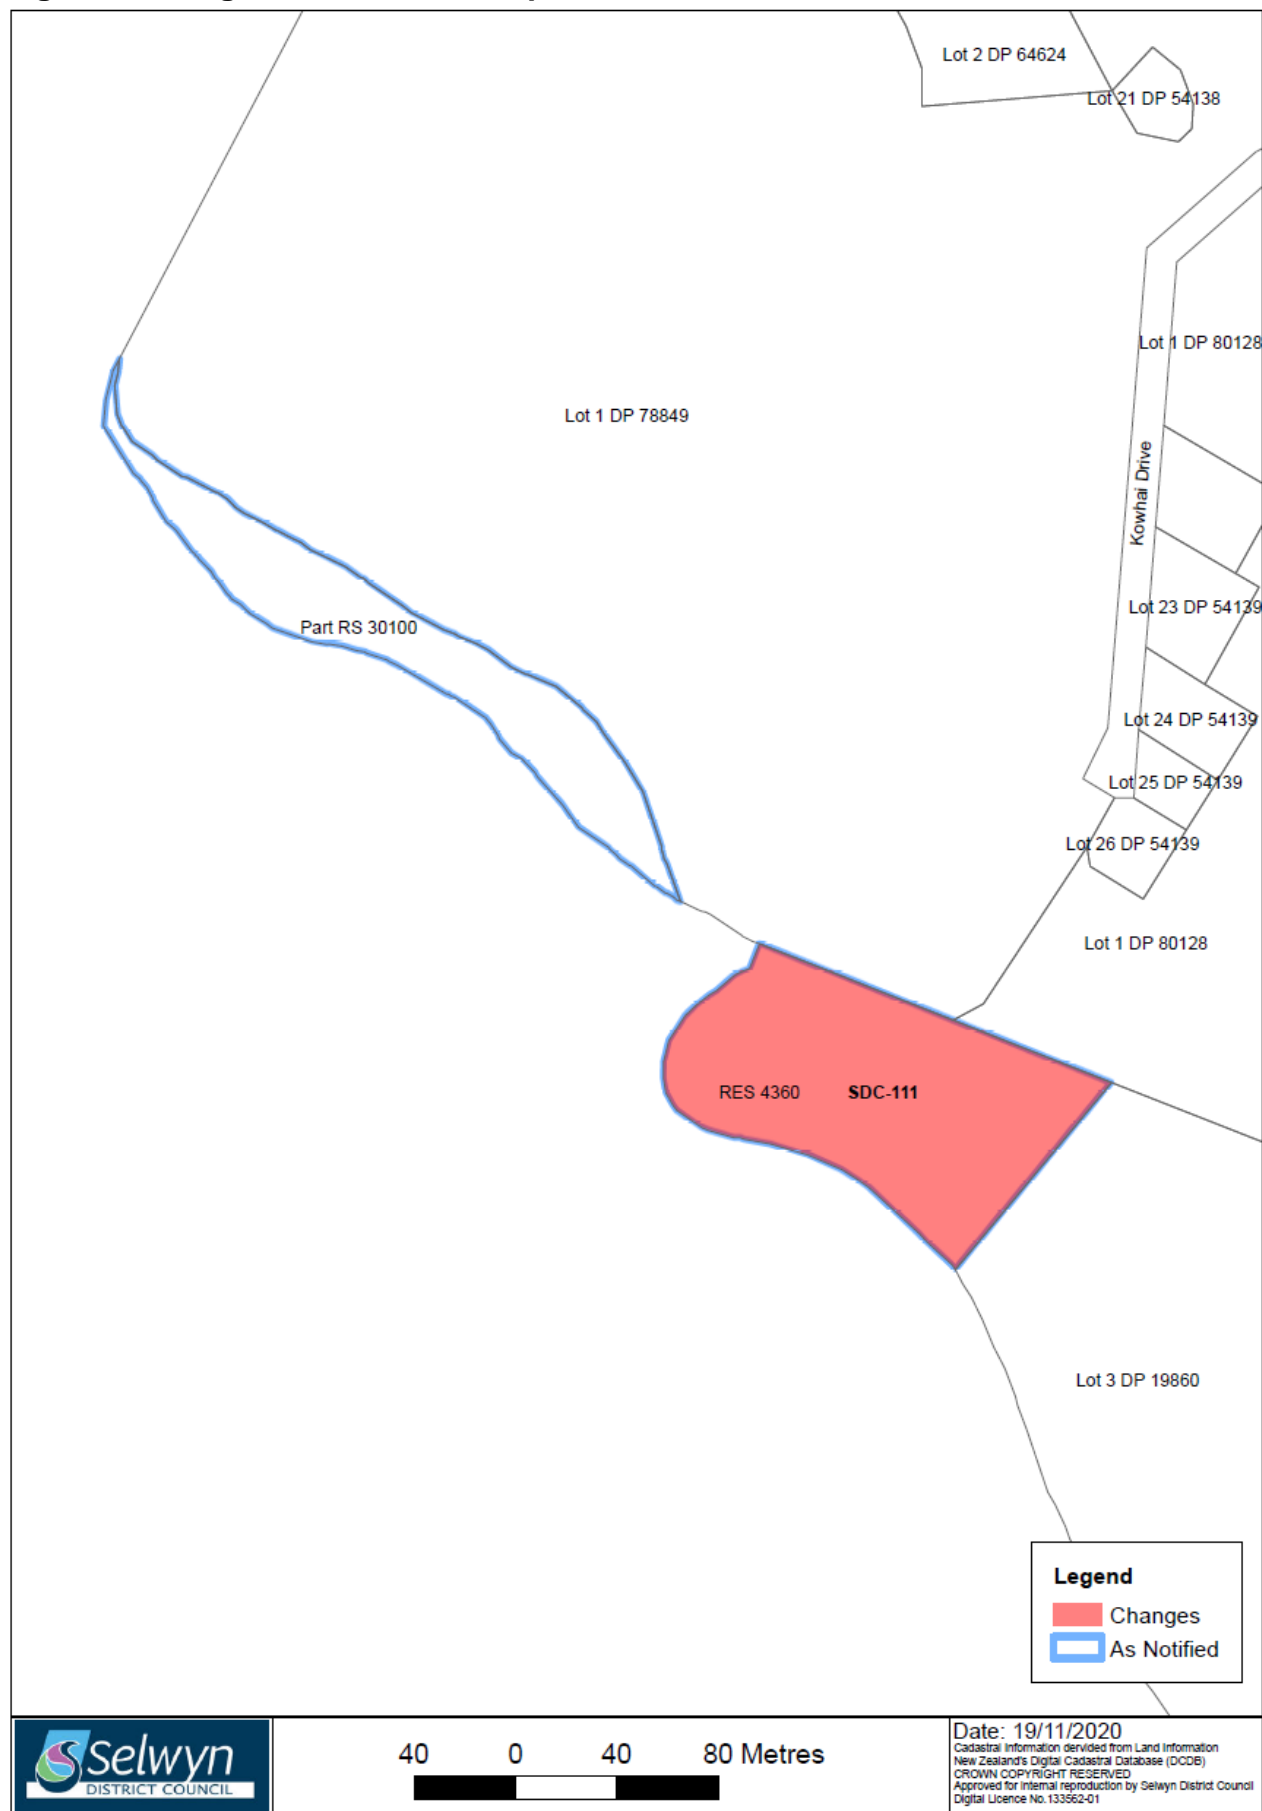 Lot 2 DP 64624
Lot 21 DP 54138
Lot 1 DP 80128
Lot 1 DP 78849
Kowhai Drive
Lot 23 DP 54139
Part RS 30100
Lot 24 DP 54139
Lot 25 DP 54139
Lot 26 DP 54139
Lot 1 DP 80128
RES 4360 SDC-111
Lot 3 DP 19860
Legend
Changes
As Notified
Selwyn
DISTRICT COUNCIL
40 0 40 80 Metres
Date: 19/11/2020
Cadastral Information dervided from Land Information
New Zealand's Digital Cadastral Database (DCDB)
CROWN COPYRIGHT RESERVED
Approved for Internal reproduction by Selwyn District Council
Digital Licence No.133562-01